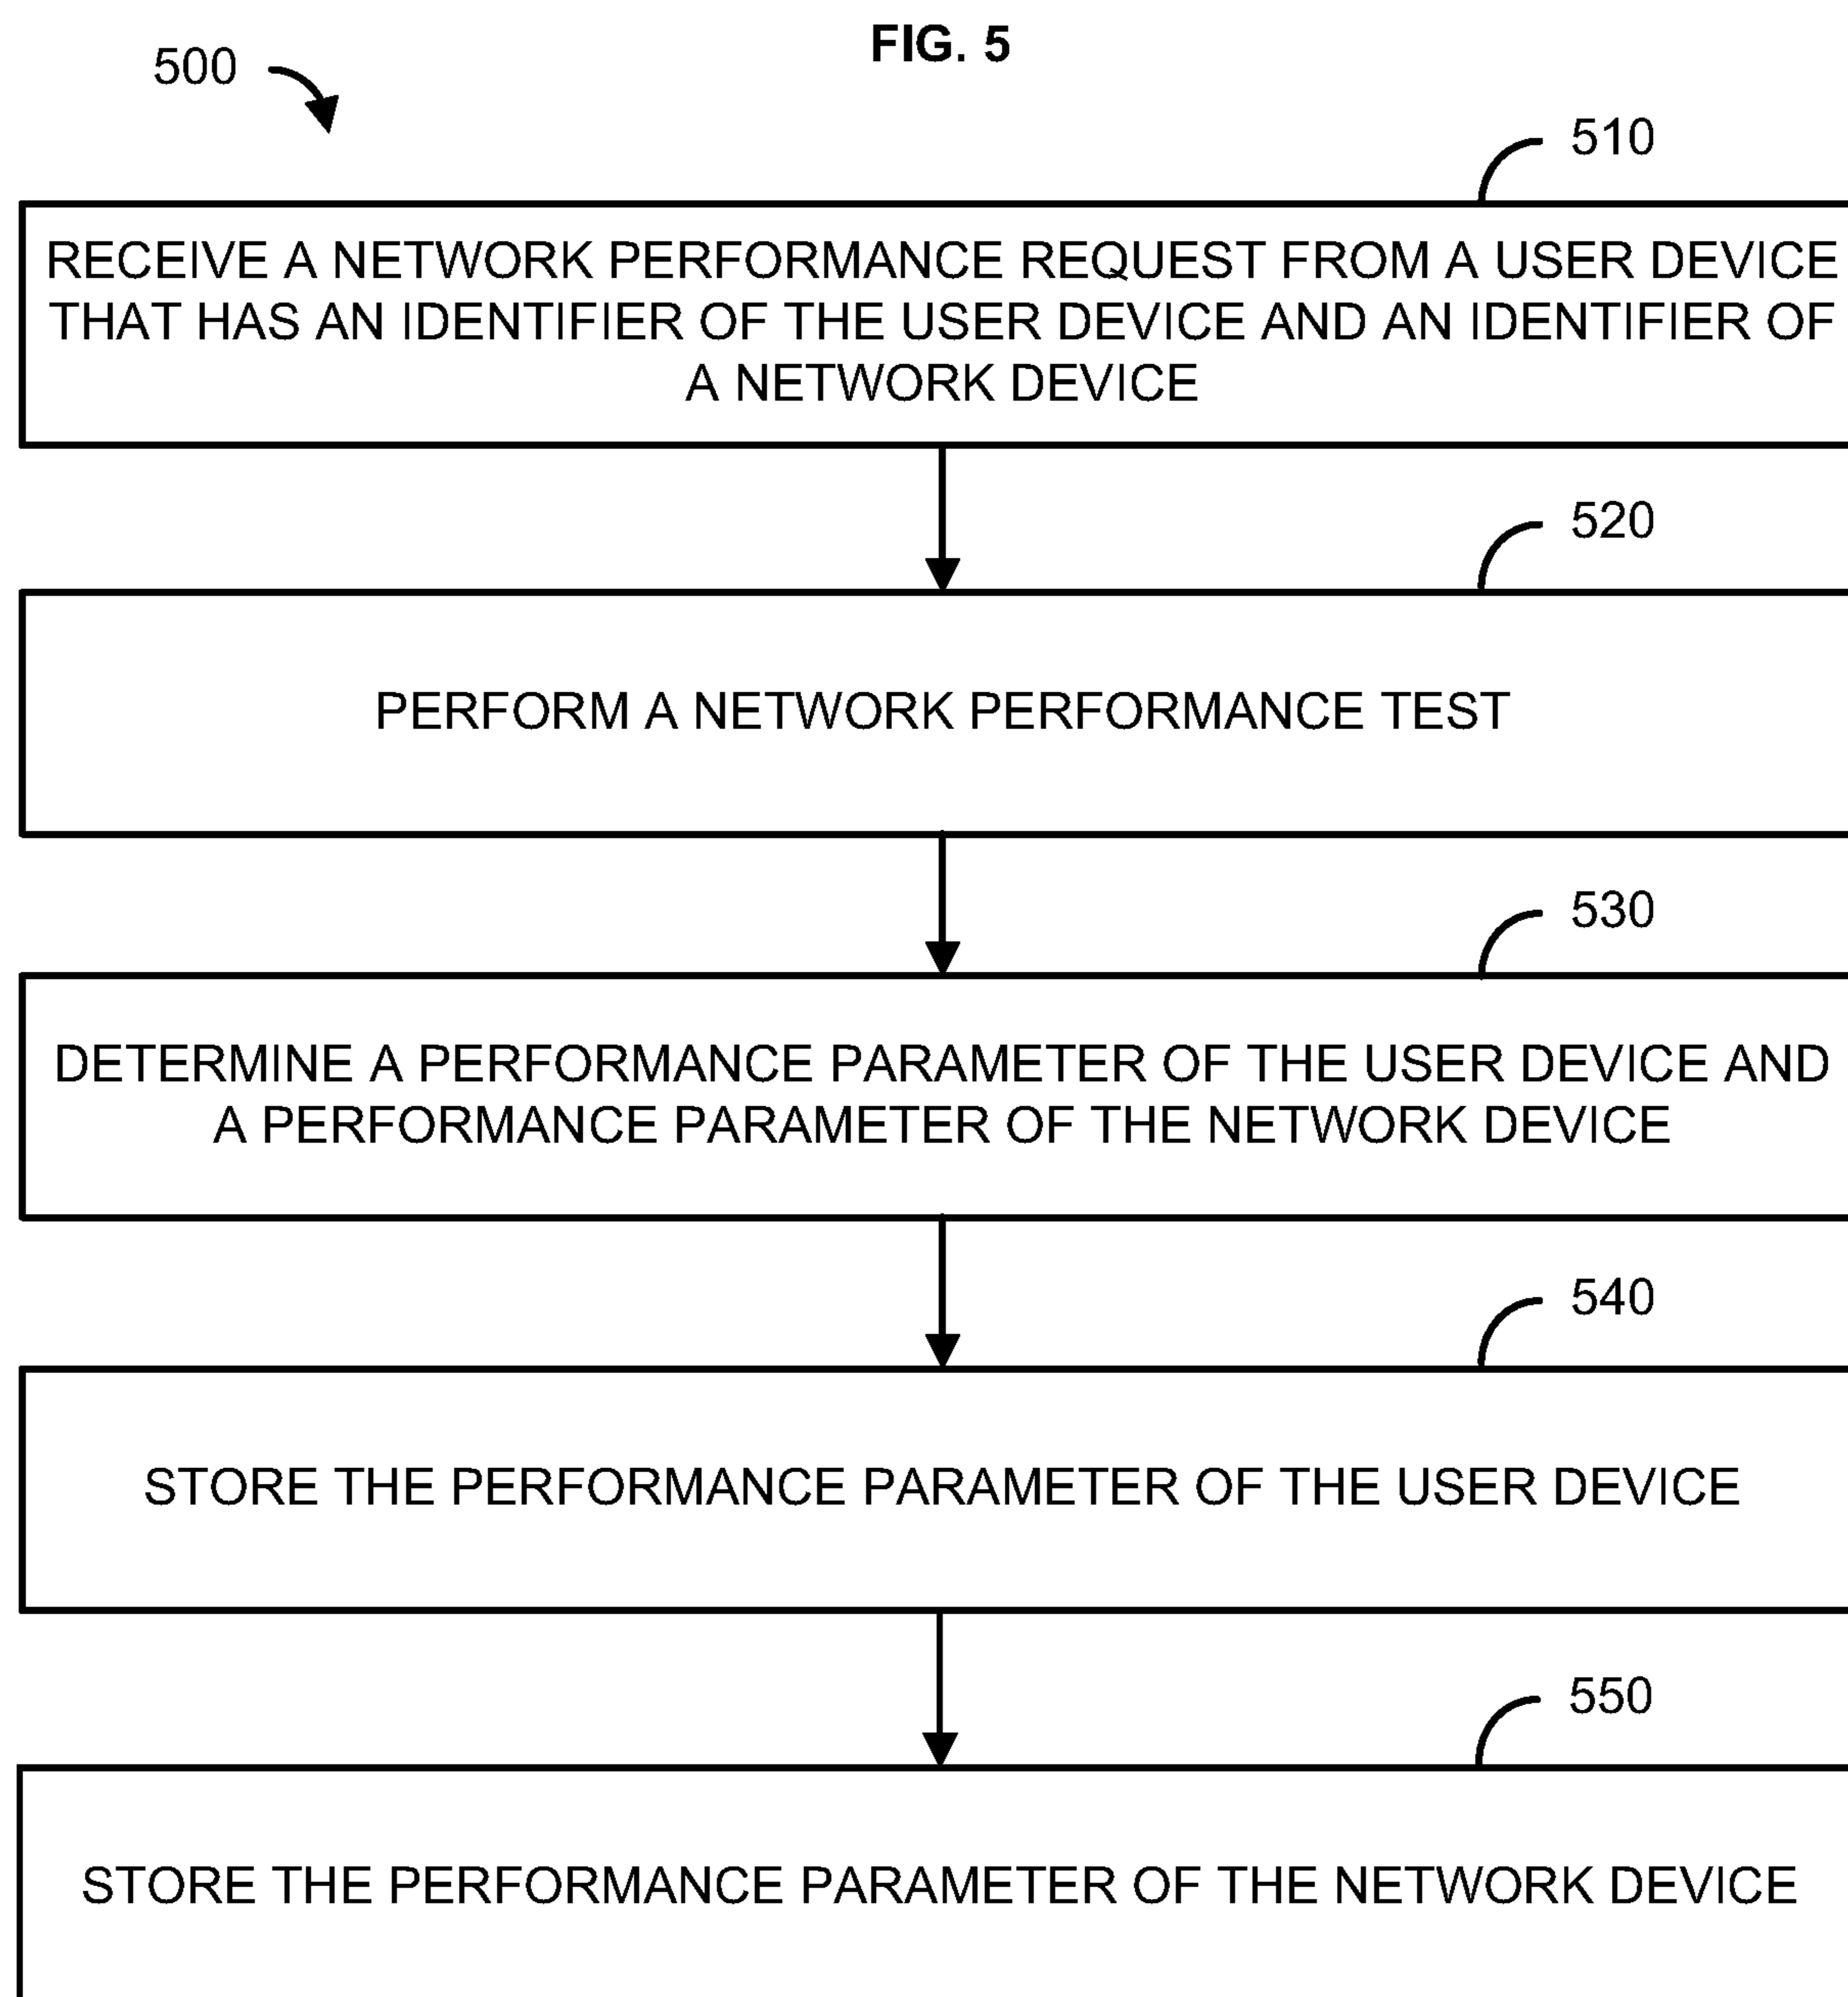 FIG. 5
500
510
RECEIVE A NETWORK PERFORMANCE REQUEST FROM A USER DEVICE
THAT HAS AN IDENTIFIER OF THE USER DEVICE AND AN IDENTIFIER OF
A NETWORK DEVICE
520
PERFORM A NETWORK PERFORMANCE TEST
530
DETERMINE A PERFORMANCE PARAMETER OF THE USER DEVICE AND
A PERFORMANCE PARAMETER OF THE NETWORK DEVICE
540
STORE THE PERFORMANCE PARAMETER OF THE USER DEVICE
550
STORE THE PERFORMANCE PARAMETER OF THE NETWORK DEVICE